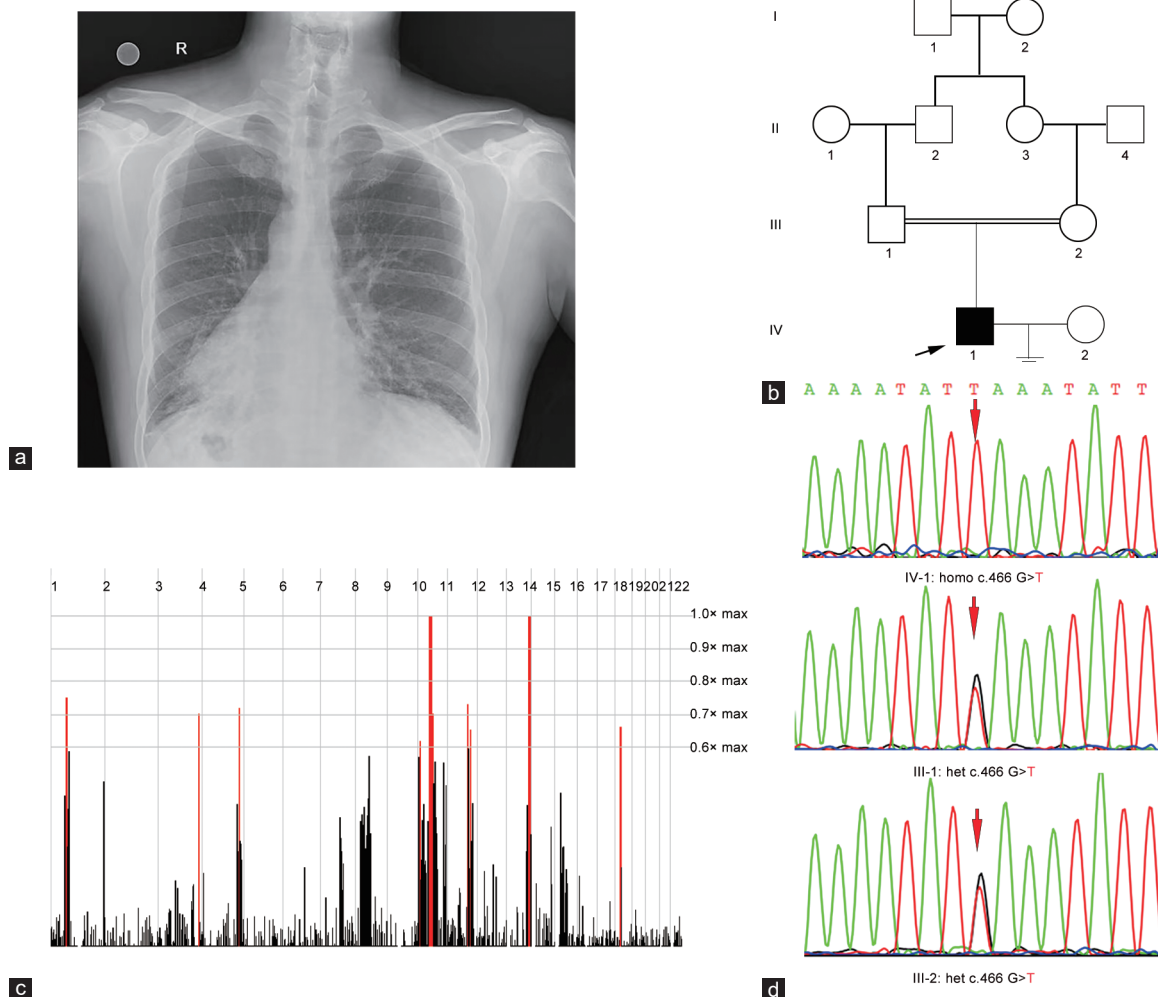 R
a
I
1 2
II
1 2 3 4
III
1 2
IV
1 2
b
A A A A T A T T A A A T A T T
IV-1: homo c.466 G>T
III-1: het c.466 G>T
III-2: het c.466 G>T
d
1 2 3 4 5 6 7 8 9 10 11 12 13 14 15 16 17 18 19 20 21 22
1.0× max
0.9× max
0.8× max
0.7× max
0.6× max
c